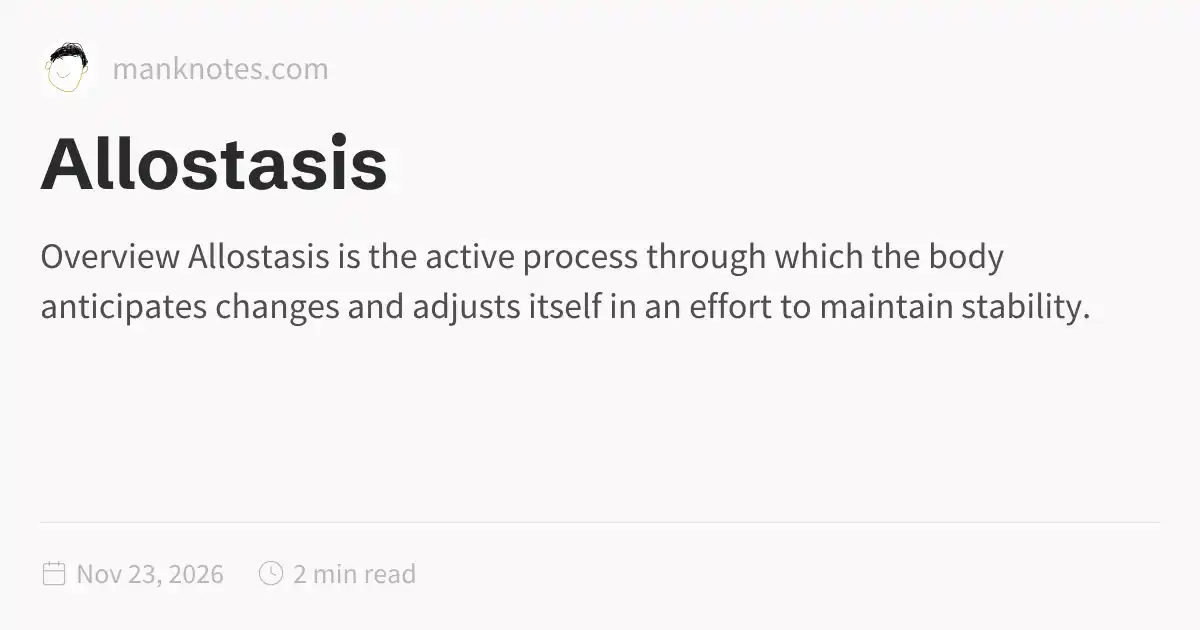 manknotes.com
Allostasis
Overview Allostasis is the active process through which the body
anticipates changes and adjusts itself in an effort to maintain stability.
Nov 23, 2026 2 min read